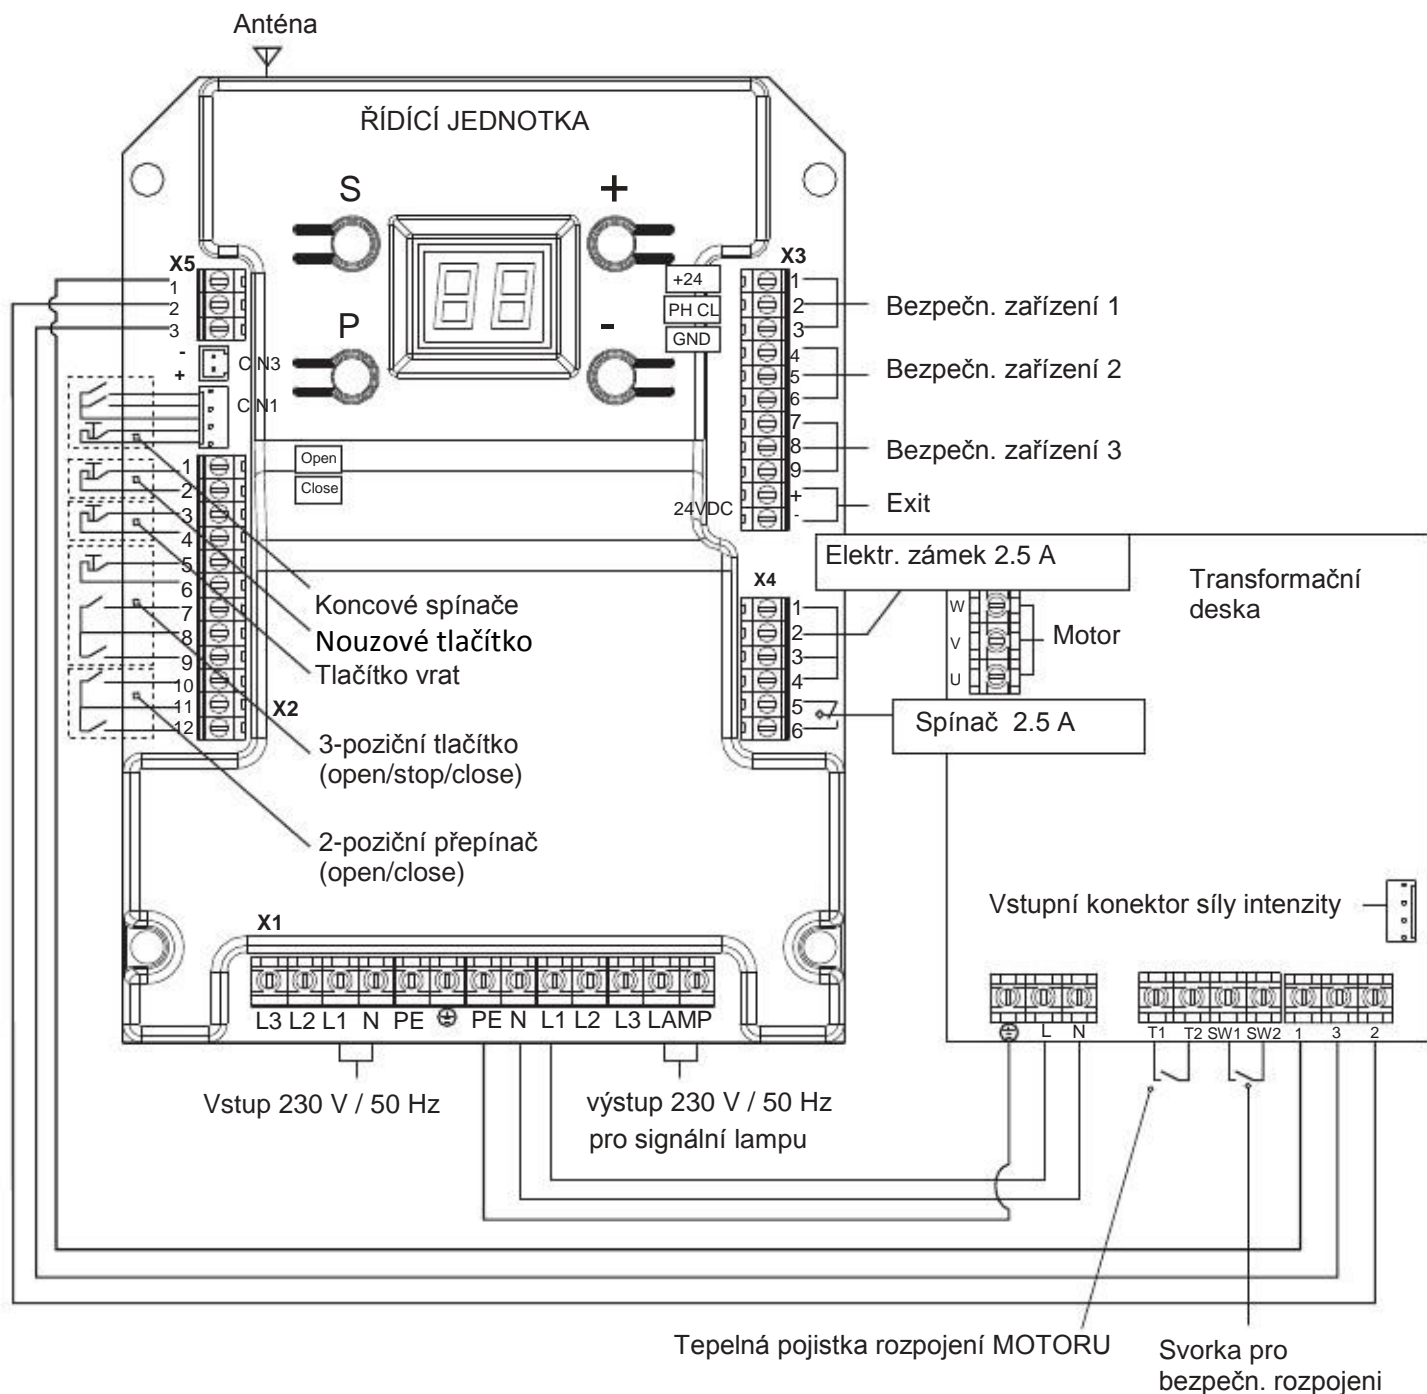 Anténa
ŘÍDÍCÍ JEDNOTKA
S
+
P
-
X5
1
2
3
-
+
C N3
C N1
+24
PH CL
GND
X3
1
2
3
4
5
6
7
8
9
+
-
24VDC
Bezpečn. zařízení 1
Bezpečn. zařízení 2
Bezpečn. zařízení 3
Exit
Open
Close
1
2
3
4
5
6
7
8
9
10
11
12
X2
Koncové spínače
Nouzové tlačítko
Tlačítko vrat
3-poziční tlačítko
(open/stop/close)
2-poziční přepínač
(open/close)
X4
1
2
3
4
5
6
Elektr. zámek 2.5 A
Spínač 2.5 A
Transformační
deska
W
V
U
Motor
Vstupní konektor síly intenzity
X1
L3 L2 L1 N PE PE N L1 L2 L3 LAMP
L N
T1 T2 SW1 SW2 1 3 2
Vstup 230 V / 50 Hz
výstup 230 V / 50 Hz
pro signální lampu
Tepelná pojistka rozpojení MOTORU
Svorka pro
bezpečn. rozpojeni